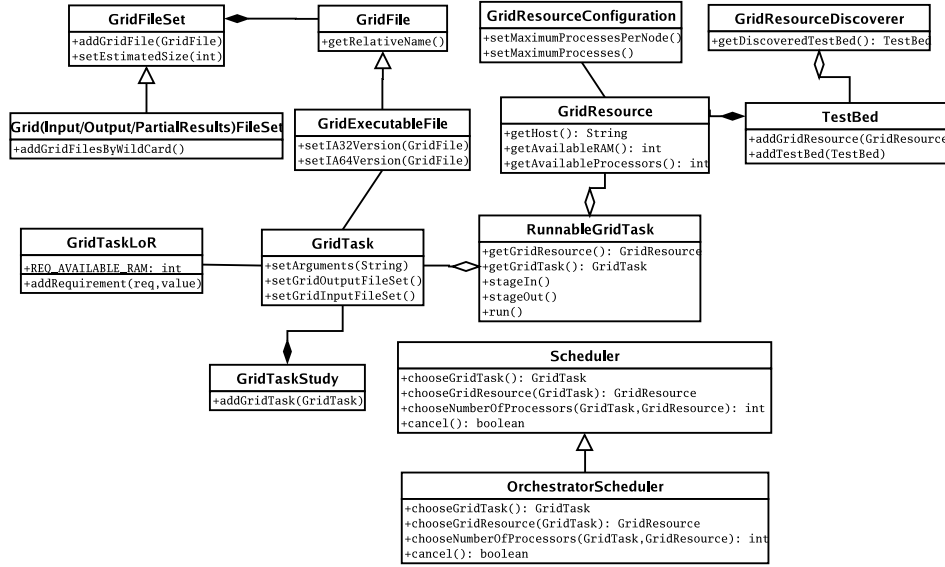 GridFileSet
+addGridFile(GridFile)
+setEstimatedSize(int)
GridFile
+getRelativeName()
GridResourceConfiguration
+setMaximumProcessesPerNode()
+setMaximumProcesses()
GridResourceDiscoverer
+getDiscoveredTestBed(): TestBed
Grid(Input/Output/PartialResults)FileSet
+addGridFilesByWildCard()
GridExecutableFile
+setIA32Version(GridFile)
+setIA64Version(GridFile)
GridResource
+getHost(): String
+getAvailableRAM(): int
+getAvailableProcessors(): int
TestBed
+addGridResource(GridResource
+addTestBed(TestBed)
GridTaskLoR
+REQ_AVAILABLE_RAM: int
+addRequirement(req,value)
GridTask
+setArguments(String)
+setGridOutputFileSet()
+setGridInputFileSet()
RunnableGridTask
+getGridResource(): GridResource
+getGridTask(): GridTask
+stageIn()
+stageOut()
+run()
GridTaskStudy
+addGridTask(GridTask)
Scheduler
+chooseGridTask(): GridTask
+chooseGridResource(GridTask): GridResource
+chooseNumberOfProcessors(GridTask,GridResource): int
+cancel(): boolean
OrchestratorScheduler
+chooseGridTask(): GridTask
+chooseGridResource(GridTask): GridResource
+chooseNumberOfProcessors(GridTask,GridResource): int
+cancel(): boolean